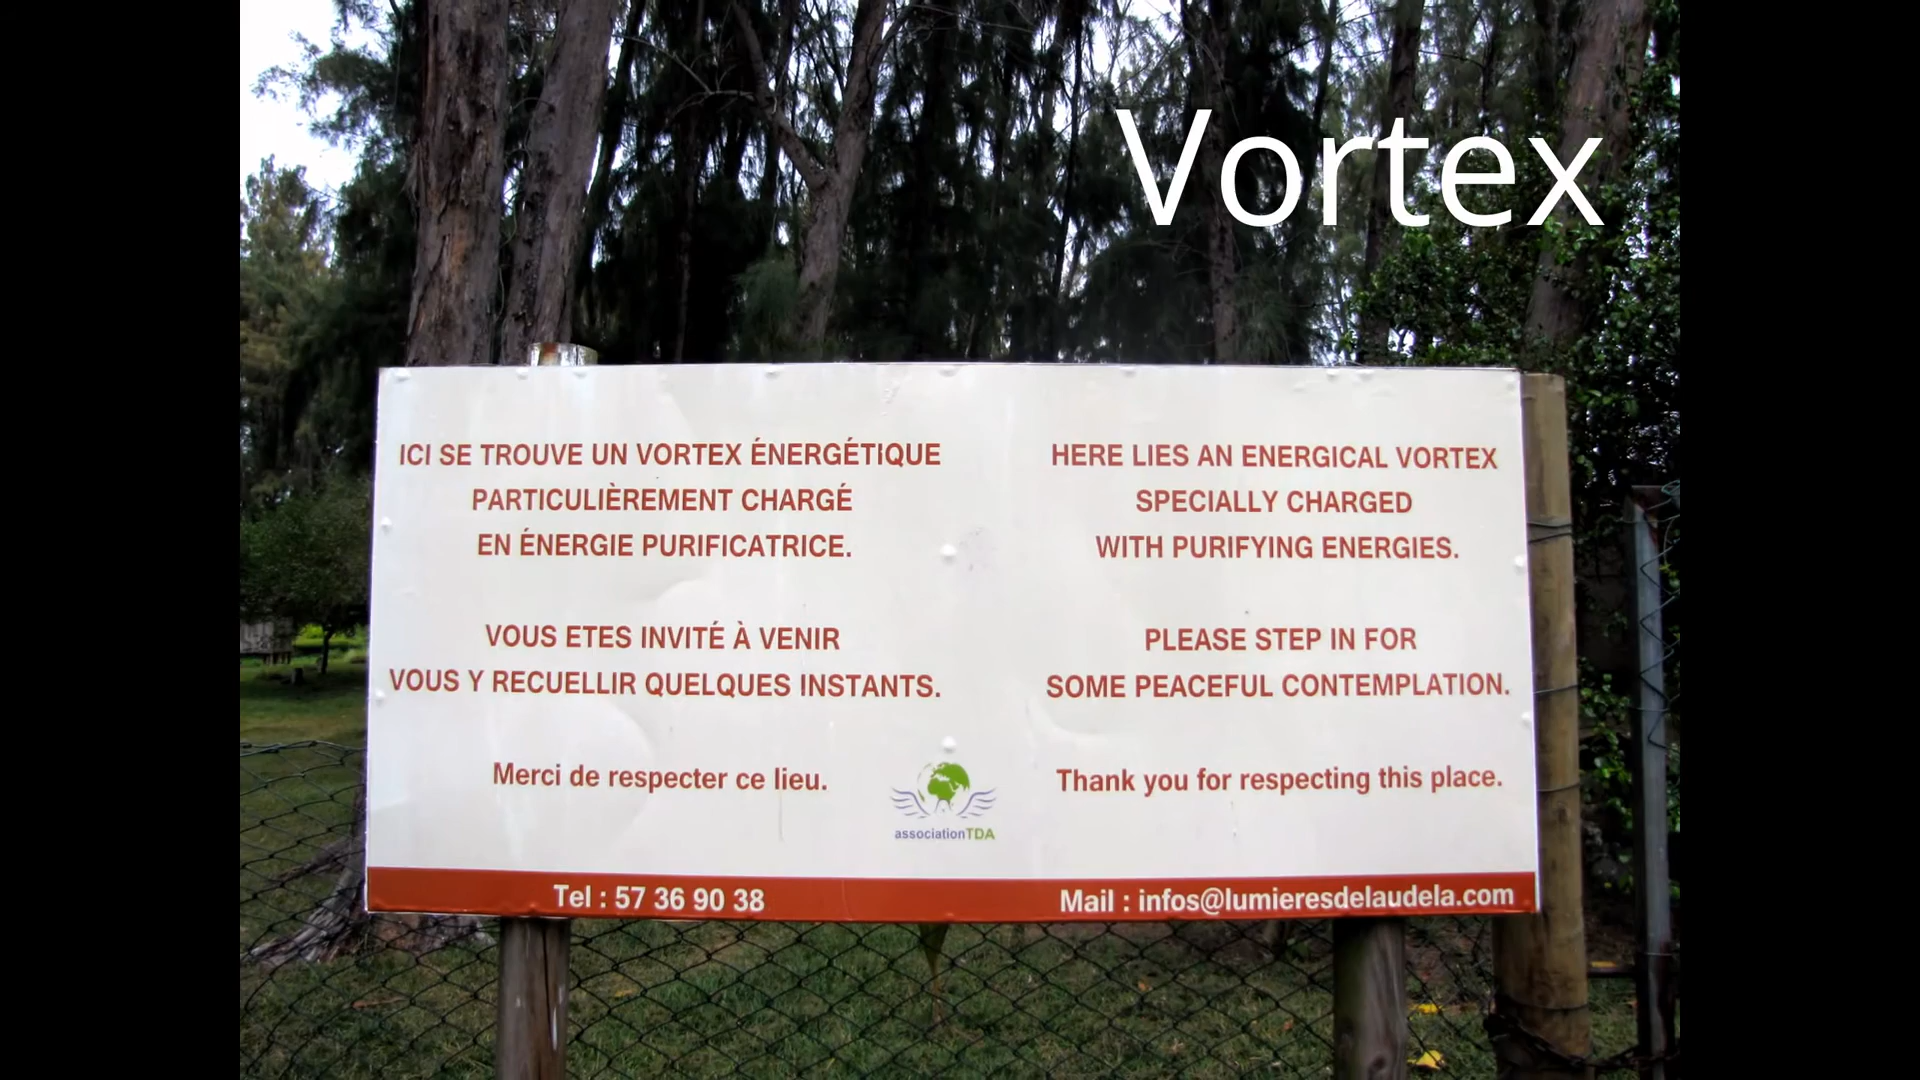 Vortex
ICI SE TROUVE UN VORTEX ÉNERGÉTIQUE
PARTICULIÈREMENT CHARGÉ
EN ÉNERGIE PURIFICATRICE.
VOUS ETES INVITÉ À VENIR
VOUS Y RECUELLIR QUELQUES INSTANTS.
Merci de respecter ce lieu.
HERE LIES AN ENERGICAL VORTEX
SPECIALLY CHARGED
WITH PURIFYING ENERGIES.
PLEASE STEP IN FOR
SOME PEACEFUL CONTEMPLATION.
Thank you for respecting this place.
associationTDA
Tel : 57 36 90 38
Mail : infos@lumieresdelaudela.com